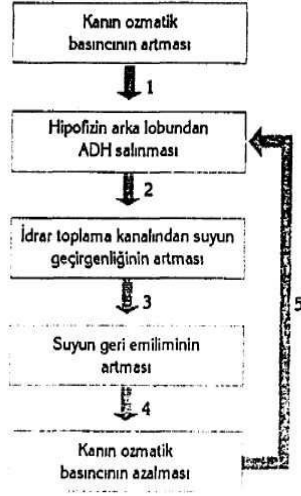 Kanın ozmatik
basıncının artması
1
Hipofizin arka lobundan
ADH salınması
2
İdrar toplama kanalından suyun
geçirgenliğinin artması
3
5
Suyun geri emiliminin
artması
4
Kanın ozmatik
basıncının azalması